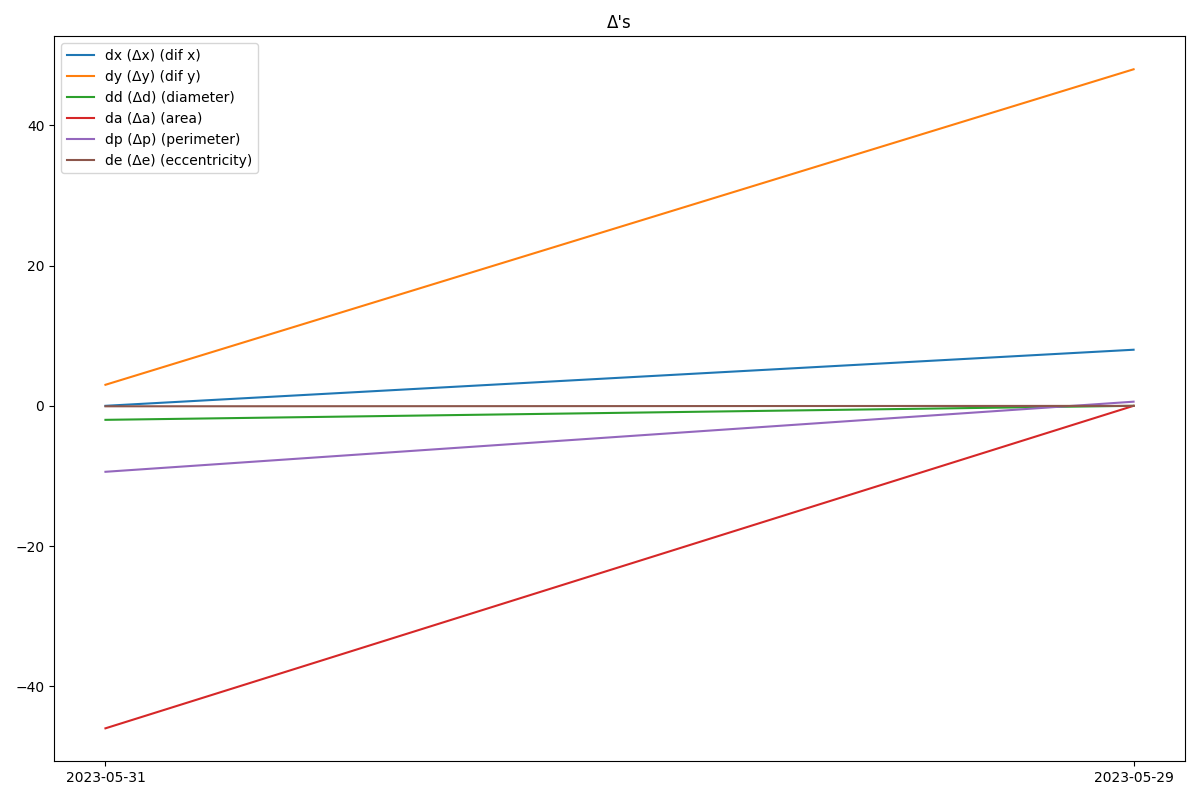 Δ's
dx (Δx) (dif x)
dy (Δy) (dif y)
dd (Δd) (diameter)
da (Δa) (area)
dp (Δp) (perimeter)
de (Δe) (eccentricity)
40
20
0
−20
−40
2023-05-31 2023-05-29